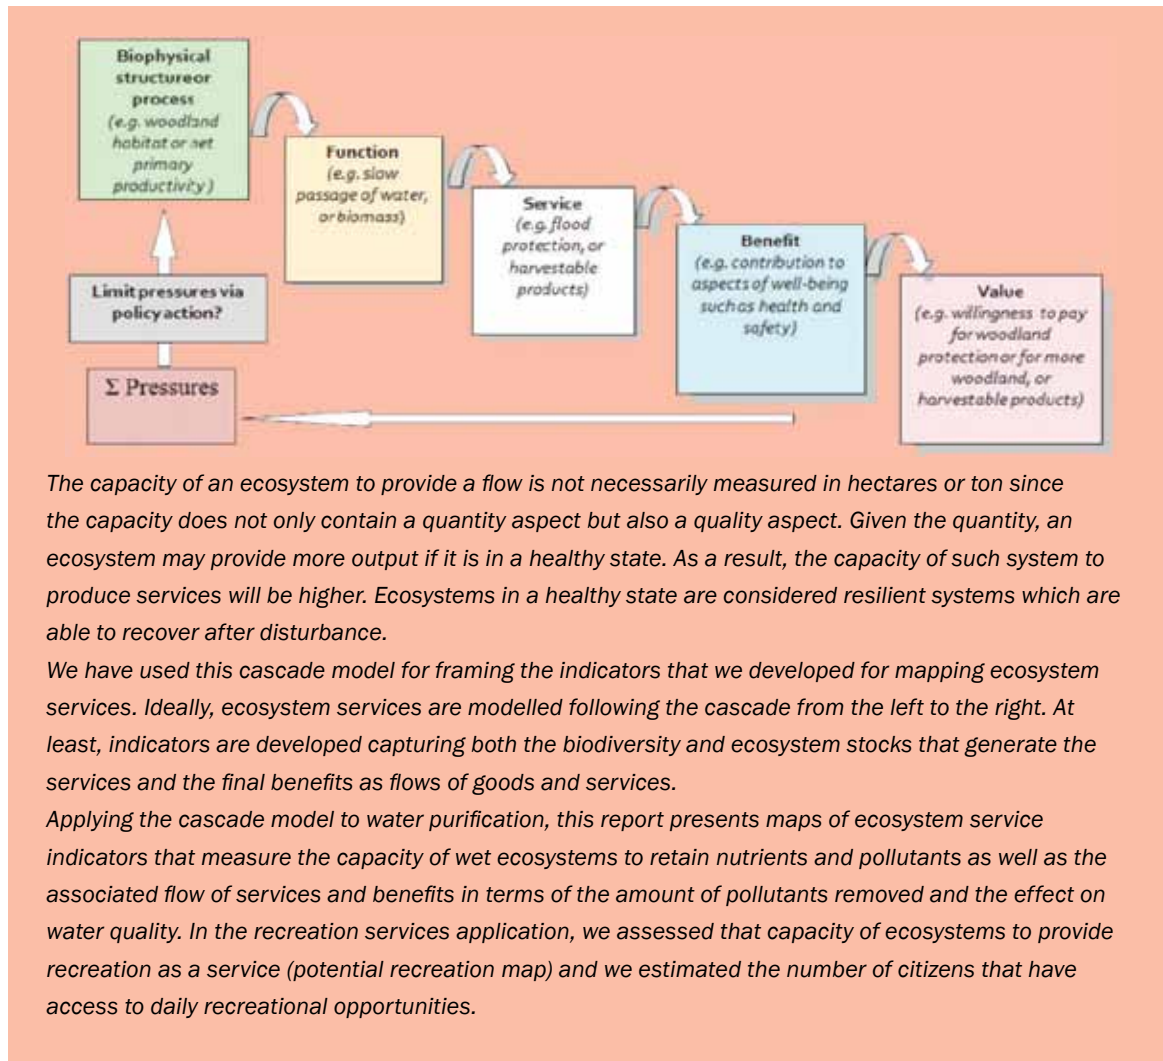 Biophysical
structureor
process
(e.g. woodland
habitat or net
primary
productivity)
Function
(e.g. slow
passage of water,
or biomass)
Service
(e.g. flood
protection, or
harvestable
products)
Benefit
(e.g. contribution to
aspects of well-being
such as health and
safety)
Value
(e.g. willingness to pay
for woodland
protection or for more
woodland, or
harvestable products)
Limit pressures via
policy action?
Σ Pressures
The capacity of an ecosystem to provide a flow is not necessarily measured in hectares or ton since
the capacity does not only contain a quantity aspect but also a quality aspect. Given the quantity, an
ecosystem may provide more output if it is in a healthy state. As a result, the capacity of such system to
produce services will be higher. Ecosystems in a healthy state are considered resilient systems which are
able to recover after disturbance.
We have used this cascade model for framing the indicators that we developed for mapping ecosystem
services. Ideally, ecosystem services are modelled following the cascade from the left to the right. At
least, indicators are developed capturing both the biodiversity and ecosystem stocks that generate the
services and the final benefits as flows of goods and services.
Applying the cascade model to water purification, this report presents maps of ecosystem service
indicators that measure the capacity of wet ecosystems to retain nutrients and pollutants as well as the
associated flow of services and benefits in terms of the amount of pollutants removed and the effect on
water quality. In the recreation services application, we assessed that capacity of ecosystems to provide
recreation as a service (potential recreation map) and we estimated the number of citizens that have
access to daily recreational opportunities.